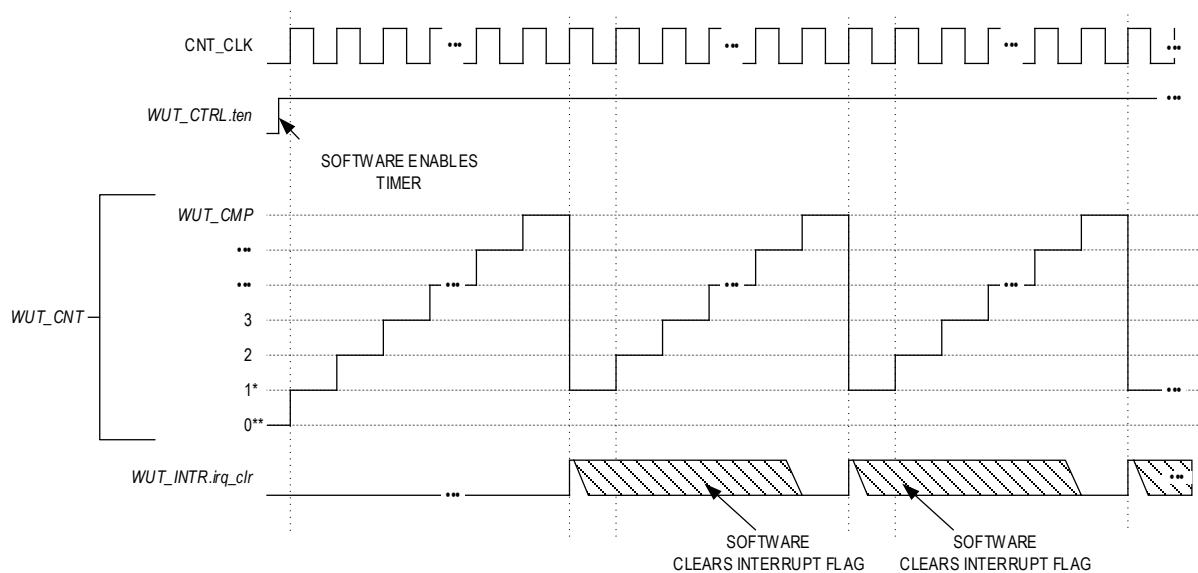 CNT_CLK
•••
•••
•••
•••
WUT_CTRL.ten
•••
SOFTWARE ENABLES
TIMER
WUT_CMP
•••
•••
•••
•••
•••
WUT_CNT
3
2
1*
•••
0**
WUT_INTR.irq_clr
•••
•••
SOFTWARE
CLEARS INTERRUPT FLAG
SOFTWARE
CLEARS INTERRUPT FLAG